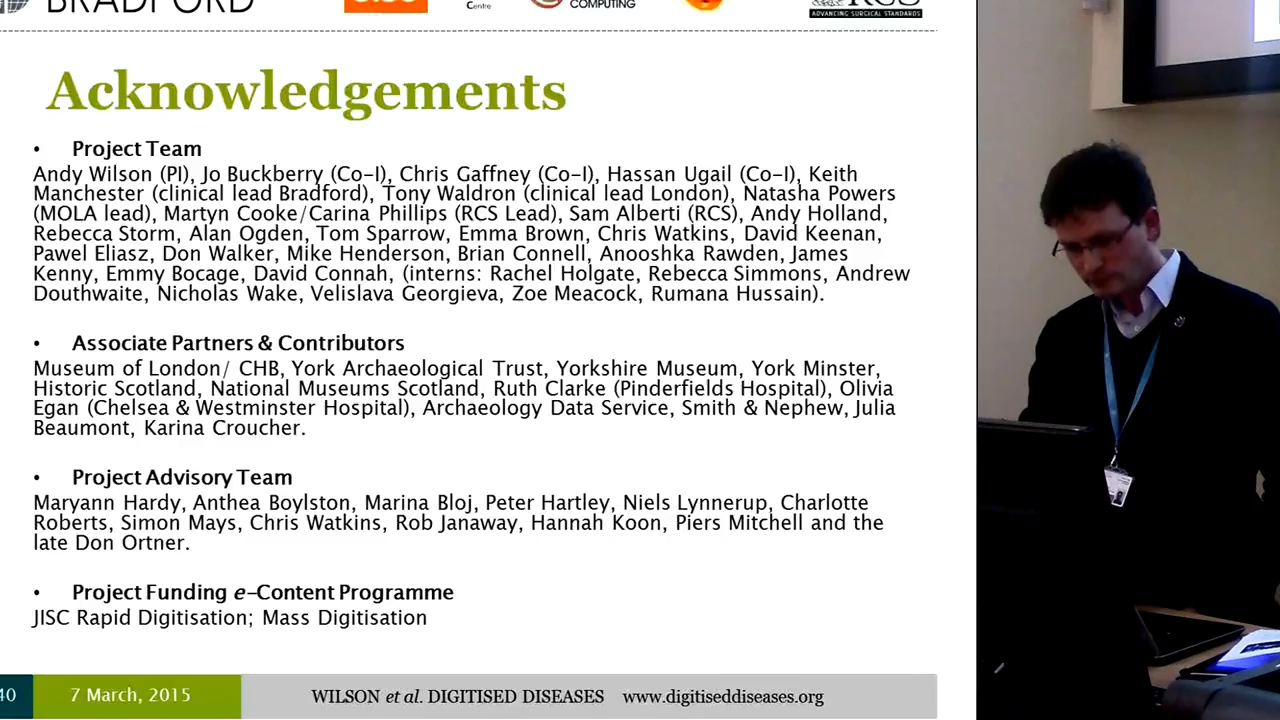 BRADFORD
Centre
COMPUTING
RCS
ADVANCING SURGICAL STANDARDS
Acknowledgements
• Project Team
Andy Wilson (PI), Jo Buckberry (Co-I), Chris Gaffney (Co-I), Hassan Ugail (Co-I), Keith
Manchester (clinical lead Bradford), Tony Waldron (clinical lead London), Natasha Powers
(MOLA lead), Martyn Cooke/Carina Phillips (RCS Lead), Sam Alberti (RCS), Andy Holland,
Rebecca Storm, Alan Ogden, Tom Sparrow, Emma Brown, Chris Watkins, David Keenan,
Pawel Eliasz, Don Walker, Mike Henderson, Brian Connell, Anooshka Rawden, James
Kenny, Emmy Bocage, David Connah, (interns: Rachel Holgate, Rebecca Simmons, Andrew
Douthwaite, Nicholas Wake, Velislava Georgieva, Zoe Meacock, Rumana Hussain).
• Associate Partners & Contributors
Museum of London/ CHB, York Archaeological Trust, Yorkshire Museum, York Minster,
Historic Scotland, National Museums Scotland, Ruth Clarke (Pinderfields Hospital), Olivia
Egan (Chelsea & Westminster Hospital), Archaeology Data Service, Smith & Nephew, Julia
Beaumont, Karina Croucher.
• Project Advisory Team
Maryann Hardy, Anthea Boylston, Marina Bloj, Peter Hartley, Niels Lynnerup, Charlotte
Roberts, Simon Mays, Chris Watkins, Rob Janaway, Hannah Koon, Piers Mitchell and the
late Don Ortner.
• Project Funding e-Content Programme
JISC Rapid Digitisation; Mass Digitisation
40 7 March, 2015 WILSON et al. DIGITISED DISEASES www.digitiseddiseases.org